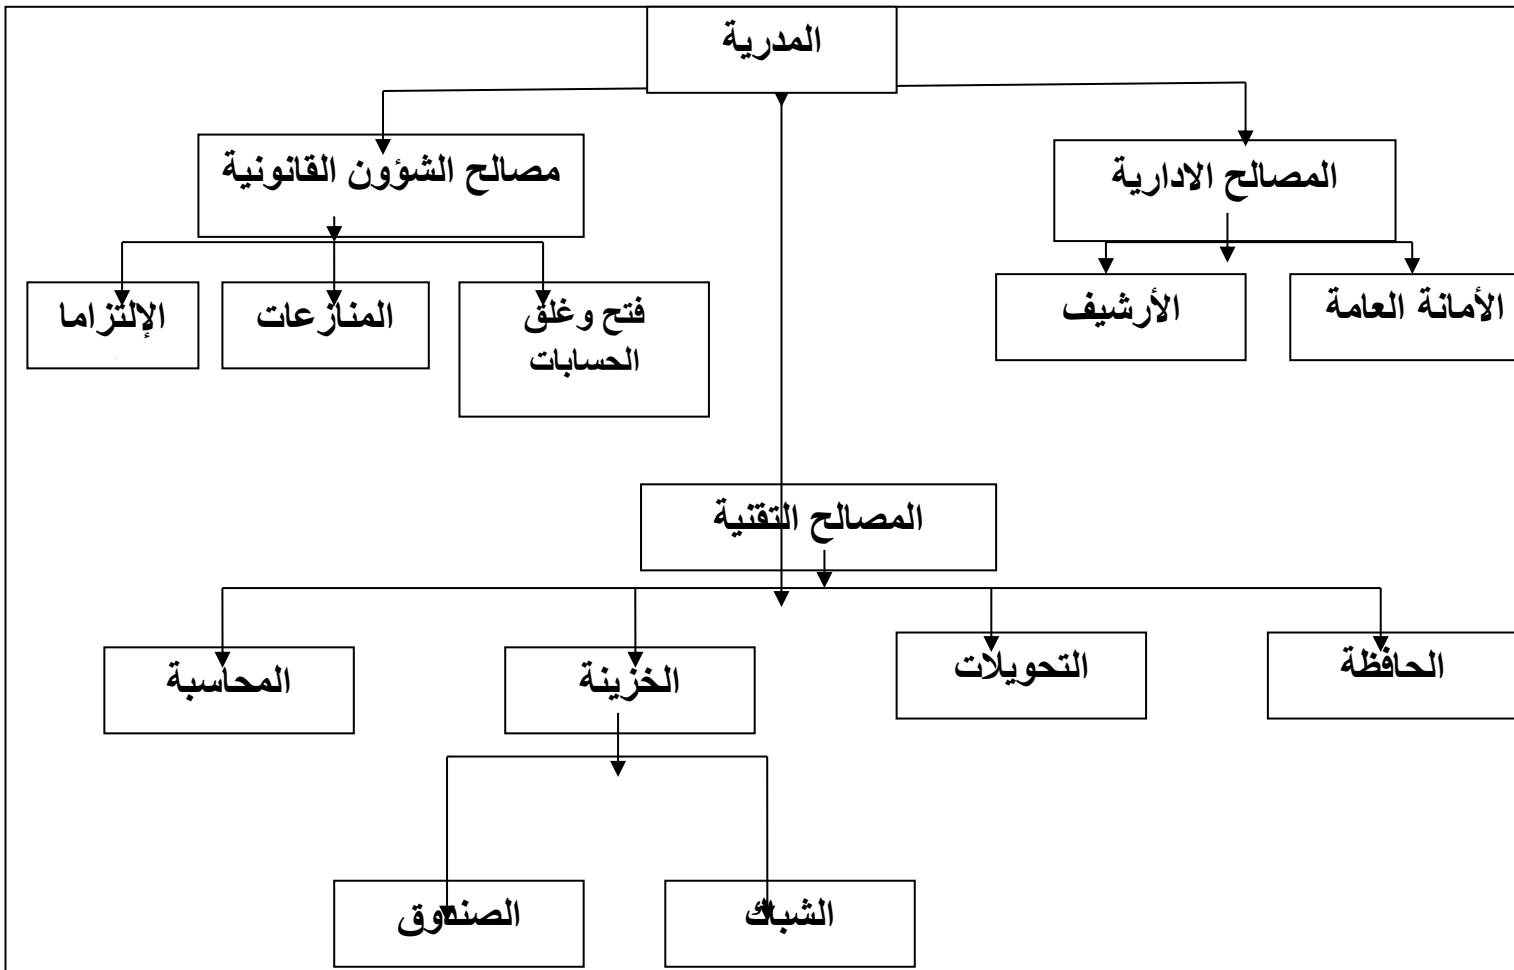 المدرية
المصالح الادارية
مصالح الشؤون القانونية
الأمانة العامة
الأرشيف
فتح وغلق
الحسابات
المنازعات
الإلتزاما
المصالح التقنية
الحافظة
التحويلات
الخزينة
المحاسبة
الشباك
الصندوق